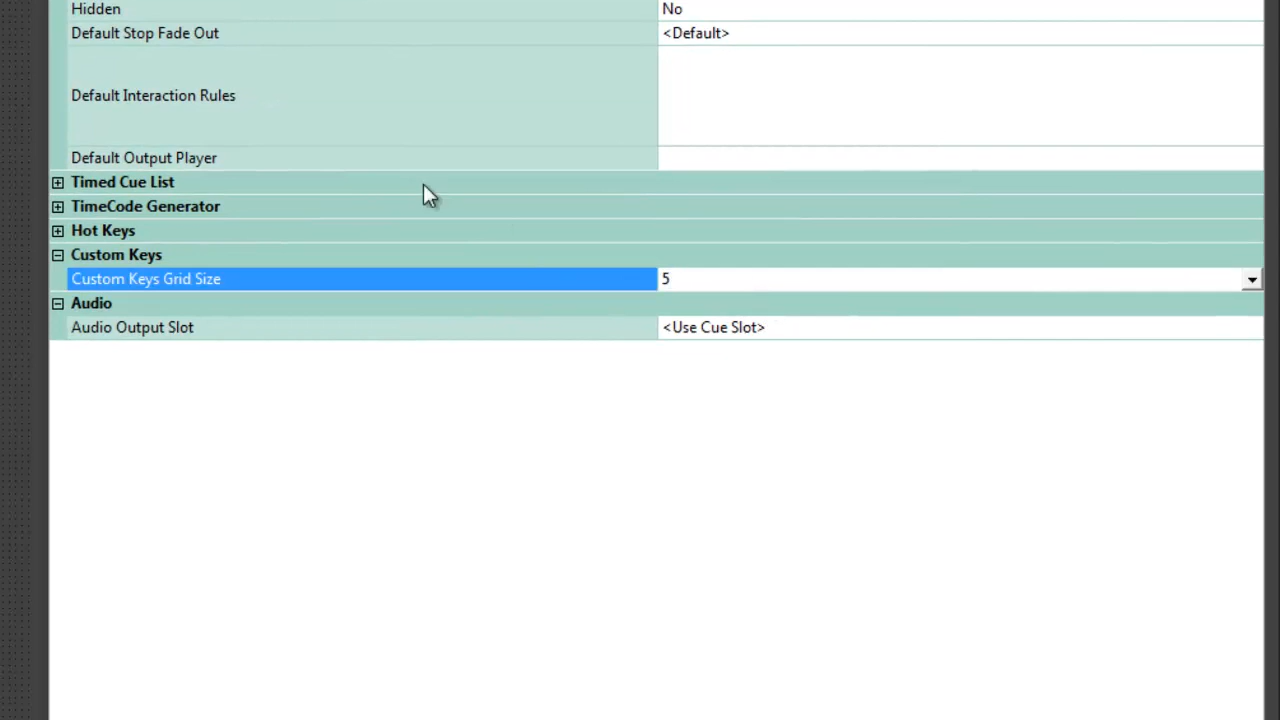 Hidden No
Default Stop Fade Out <Default>
Default Interaction Rules
Default Output Player
Timed Cue List
TimeCode Generator
Hot Keys
Custom Keys
Custom Keys Grid Size 5
Audio
Audio Output Slot <Use Cue Slot>